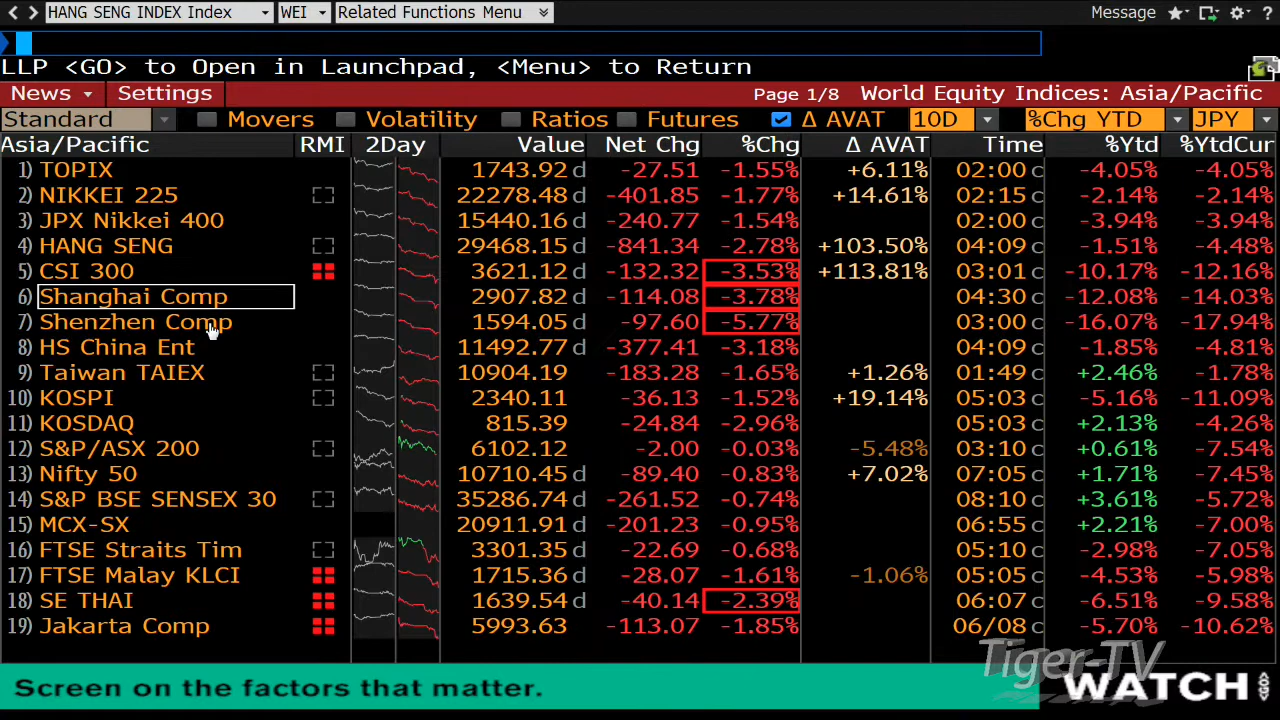 HANG SENG INDEX Index WEI Related Functions Menu Message ?
LLP <GO> to Open in Launchpad, <Menu> to Return
News Settings Page 1/8 World Equity Indices: Asia/Pacific
Standard Movers Volatility Ratios Futures Δ AVAT 10D %Chg YTD JPY
Asia/Pacific RMI 2Day Value Net Chg %Chg Δ AVAT Time %Ytd %YtdCur
1) TOPIX 1743.92 d -27.51 -1.55% +6.11% 02:00 c -4.05% -4.05%
2) NIKKEI 225 22278.48 d -401.85 -1.77% +14.61% 02:15 c -2.14% -2.14%
3) JPX Nikkei 400 15440.16 d -240.77 -1.54% 02:00 c -3.94% -3.94%
4) HANG SENG 29468.15 d -841.34 -2.78% +103.50% 04:09 c -1.51% -4.48%
5) CSI 300 3621.12 d -132.32 -3.53% +113.81% 03:01 c -10.17% -12.16%
6) Shanghai Comp 2907.82 d -114.08 -3.78% 04:30 c -12.08% -14.03%
7) Shenzhen Comp 1594.05 d -97.60 -5.77% 03:00 c -16.07% -17.94%
8) HS China Ent 11492.77 d -377.41 -3.18% 04:09 c -1.85% -4.81%
9) Taiwan TAIEX 10904.19 -183.28 -1.65% +1.26% 01:49 c +2.46% -1.78%
10) KOSPI 2340.11 -36.13 -1.52% +19.14% 05:03 c -5.16% -11.09%
11) KOSDAQ 815.39 -24.84 -2.96% 05:03 c +2.13% -4.26%
12) S&P/ASX 200 6102.12 -2.00 -0.03% -5.48% 03:10 c +0.61% -7.54%
13) Nifty 50 10710.45 d -89.40 -0.83% +7.02% 07:05 c +1.71% -7.45%
14) S&P BSE SENSEX 30 35286.74 d -261.52 -0.74% 08:10 c +3.61% -5.72%
15) MCX-SX 20911.91 d -201.23 -0.95% 06:55 c +2.21% -7.00%
16) FTSE Straits Tim 3301.35 d -22.69 -0.68% 05:10 c -2.98% -7.05%
17) FTSE Malay KLCI 1715.36 d -28.07 -1.61% -1.06% 05:05 c -4.53% -5.98%
18) SE THAI 1639.54 d -40.14 -2.39% 06:07 c -6.51% -9.58%
19) Jakarta Comp 5993.63 -113.07 -1.85% 06/08 c -5.70% -10.62%
Tiger-TV
Screen on the factors that matter. WATCH